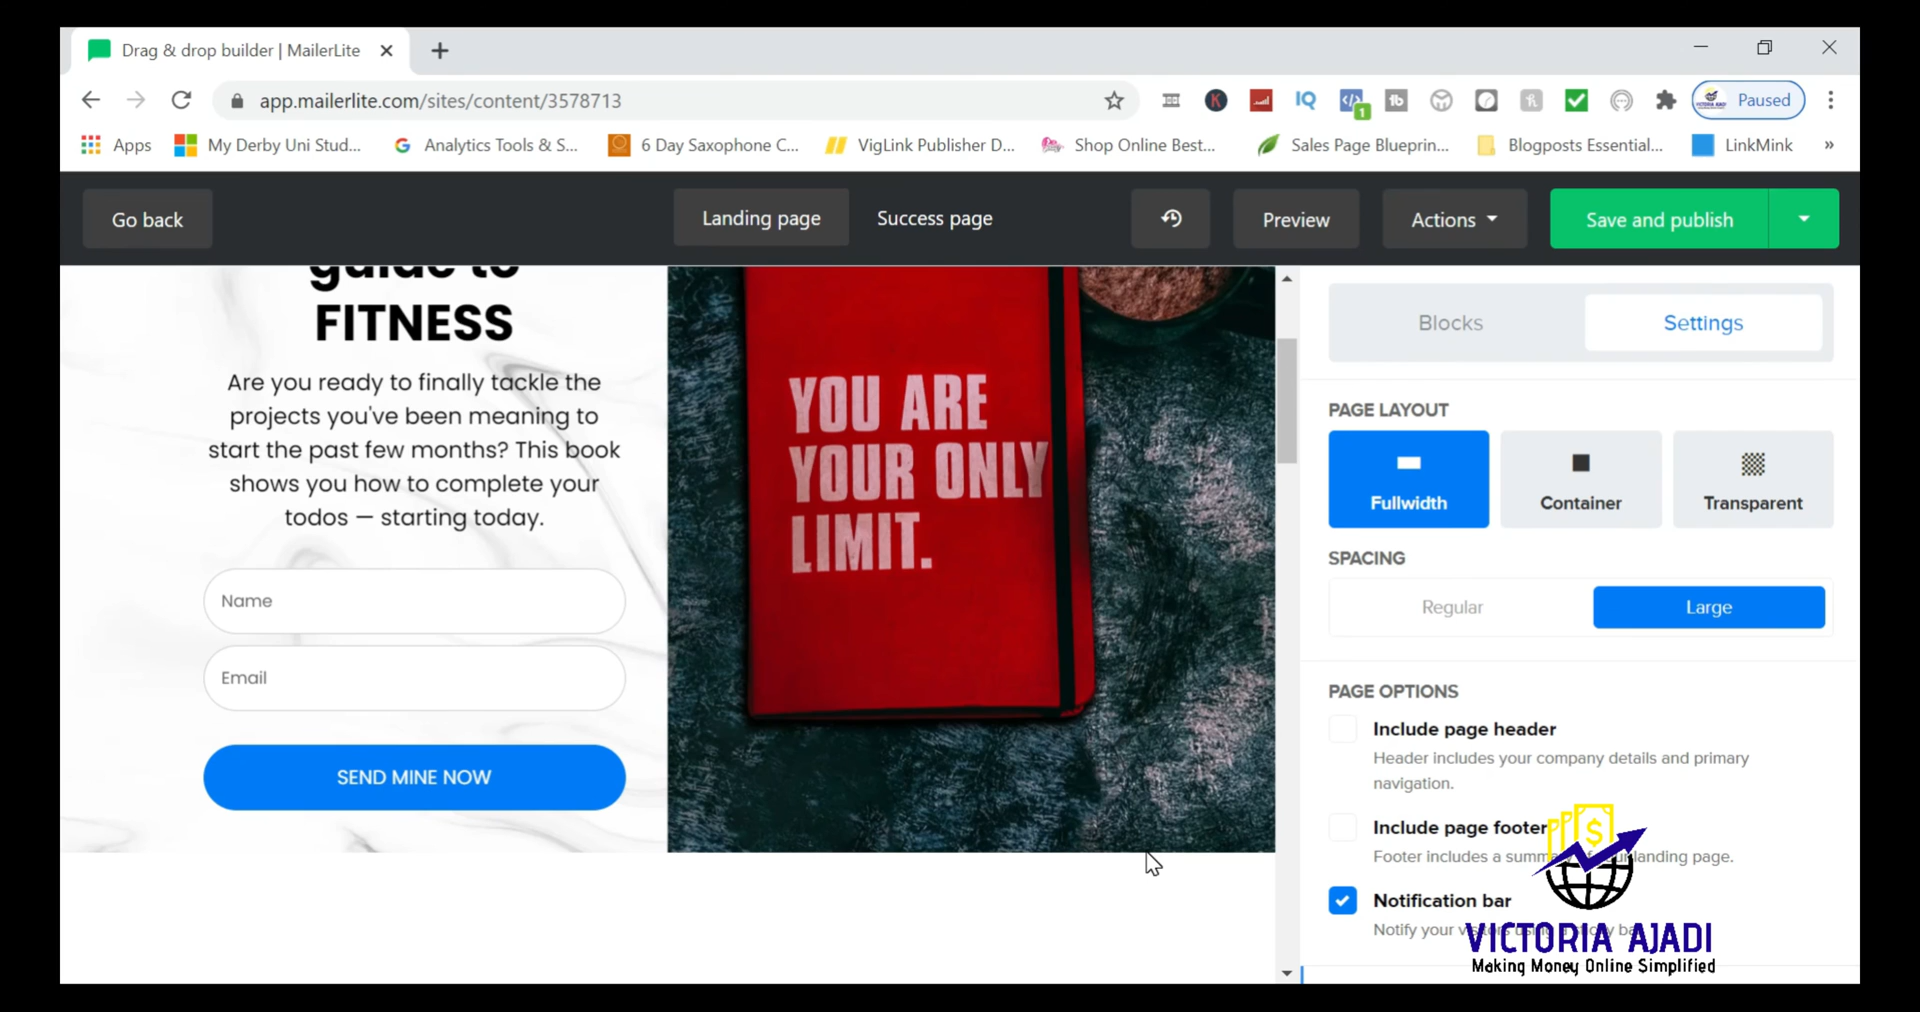 Drag & drop builder | MailerLite
app.mailerlite.com/sites/content/3578713
IQ
1
Paused
Apps
My Derby Uni Stud...
Analytics Tools & S...
6 Day Saxophone C...
VigLink Publisher D...
Shop Online Best...
Sales Page Blueprin...
Blogposts Essential...
LinkMink
»
Go back
Landing page
Success page
Preview
Actions
Save and publish
guide to
FITNESS
Are you ready to finally tackle the
projects you've been meaning to
start the past few months? This book
shows you how to complete your
todos — starting today.
Name
Email
SEND MINE NOW
YOU ARE
YOUR ONLY
LIMIT.
Blocks
Settings
PAGE LAYOUT
Fullwidth
Container
Transparent
SPACING
Regular
Large
PAGE OPTIONS
Include page header
Header includes your company details and primary
navigation.
Include page footer
Footer includes a landing page.
Notification bar
Notify your
VICTORIA AJADI
Making Money Online Simplified